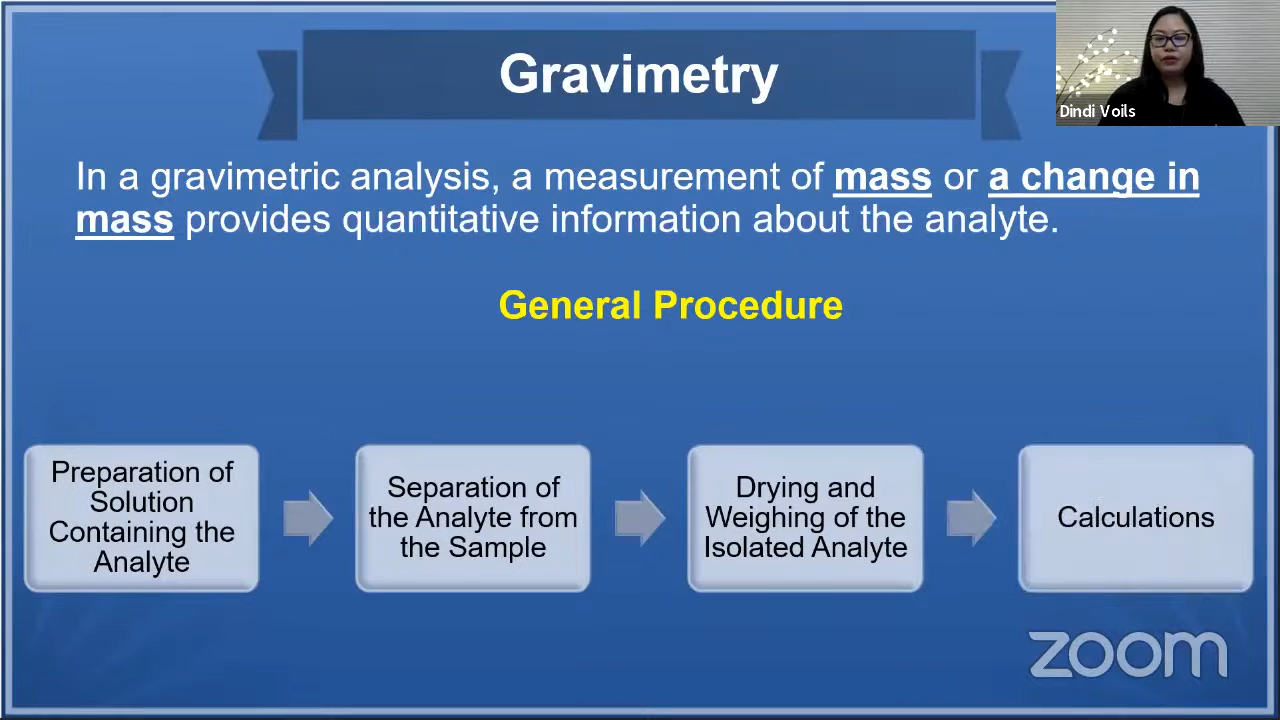 Gravimetry
Dindi Voils
In a gravimetric analysis, a measurement of mass or a change in
mass provides quantitative information about the analyte.
General Procedure
Preparation of
Solution
Containing the
Analyte
Separation of
the Analyte from
the Sample
Drying and
Weighing of the
Isolated Analyte
Calculations
zoom